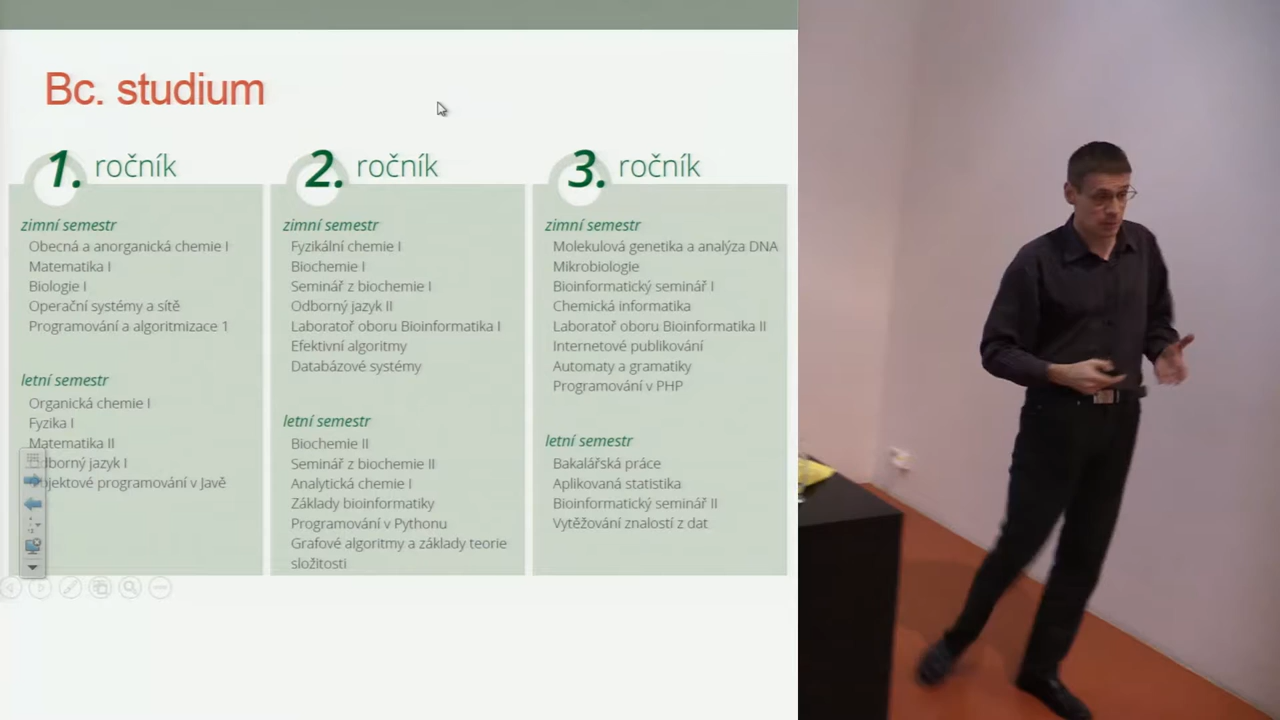 Bc. studium
1. ročník
zimní semestr
Obecná a anorganická chemie I
Matematika I
Biologie I
Operační systémy a sítě
Programování a algoritmizace 1
letní semestr
Organická chemie I
Fyzika I
Matematika II
dborný jazyk I
jektové programování v Javě
2. ročník
zimní semestr
Fyzikální chemie I
Biochemie I
Seminář z biochemie I
Odborný jazyk II
Laboratoř oboru Bioinformatika I
Efektivní algoritmy
Databázové systémy
letní semestr
Biochemie II
Seminář z biochemie II
Analytická chemie I
Základy bioinformatiky
Programování v Pythonu
Grafové algoritmy a základy teorie
složitosti
3. ročník
zimní semestr
Molekulová genetika a analýza DNA
Mikrobiologie
Bioinformatický seminář I
Chemická informatika
Laboratoř oboru Bioinformatika II
Internetové publikování
Automaty a gramatiky
Programování v PHP
letní semestr
Bakalářská práce
Aplikovaná statistika
Bioinformatický seminář II
Vytěžování znalostí z dat